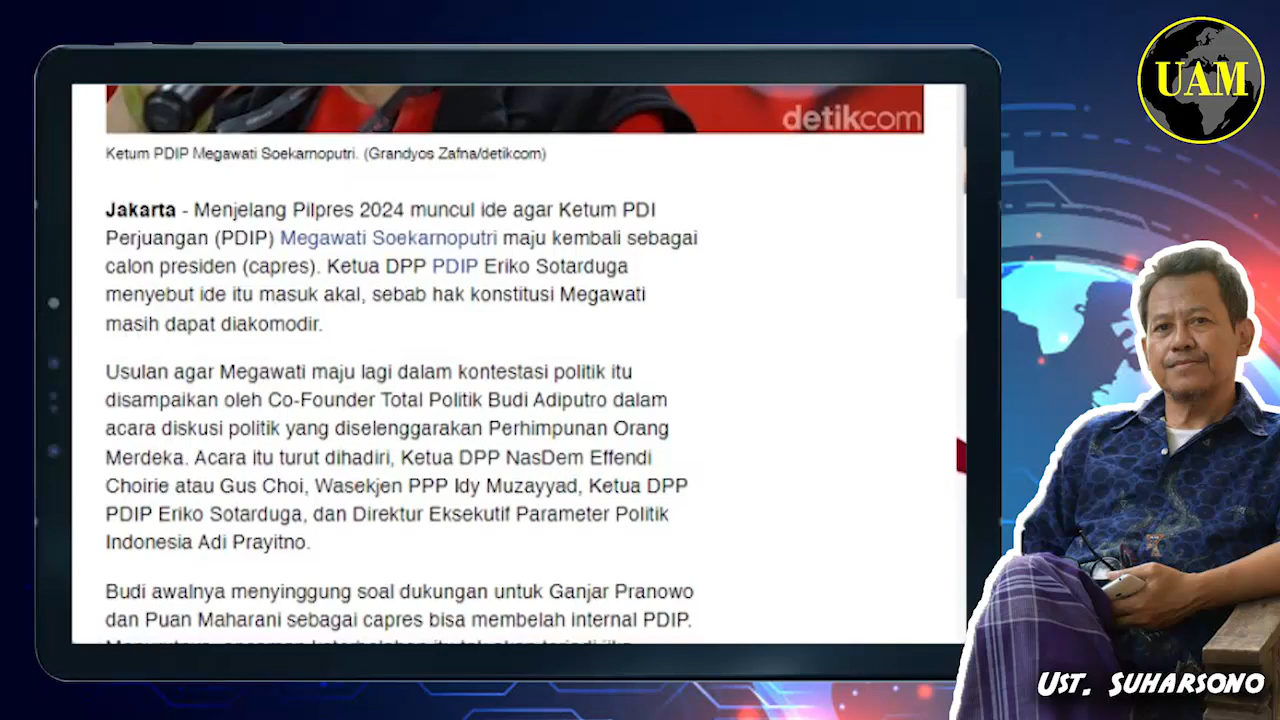 UAM
detikcom
Ketum PDIP Megawati Soekarnoputri. (Grandyos Zafna/detikcom)
Jakarta - Menjelang Pilpres 2024 muncul ide agar Ketum PDI
Perjuangan (PDIP) Megawati Soekarnoputri maju kembali sebagai
calon presiden (capres). Ketua DPP PDIP Eriko Sotarduga
menyebut ide itu masuk akal, sebab hak konstitusi Megawati
masih dapat diakomodir.
Usulan agar Megawati maju lagi dalam kontestasi politik itu
disampaikan oleh Co-Founder Total Politik Budi Adiputro dalam
acara diskusi politik yang diselenggarakan Perhimpunan Orang
Merdeka. Acara itu turut dihadiri, Ketua DPP NasDem Effendi
Choirie atau Gus Choi, Wasekjen PPP Idy Muzayyad, Ketua DPP
PDIP Eriko Sotarduga, dan Direktur Eksekutif Parameter Politik
Indonesia Adi Prayitno.
Budi awalnya menyinggung soal dukungan untuk Ganjar Pranowo
dan Puan Maharani sebagai capres bisa membelah internal PDIP.
Ust. Suharsono